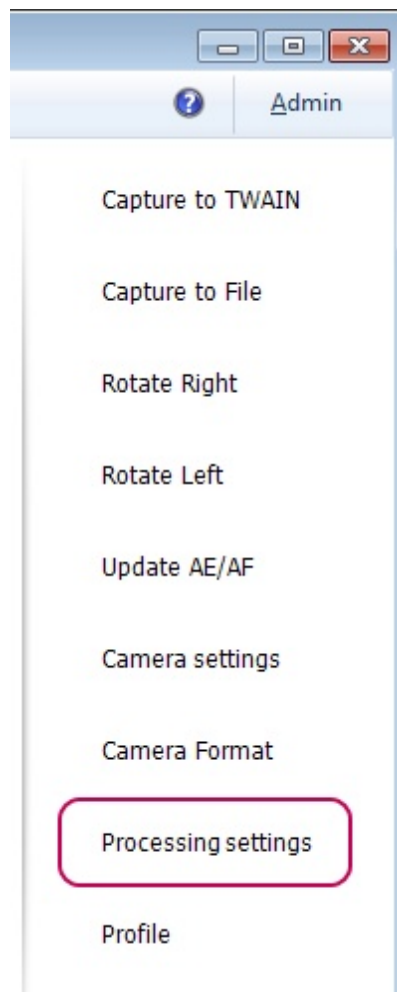 Admin
Capture to TWAIN
Capture to File
Rotate Right
Rotate Left
Update AE/AF
Camera settings
Camera Format
Processing settings
Profile